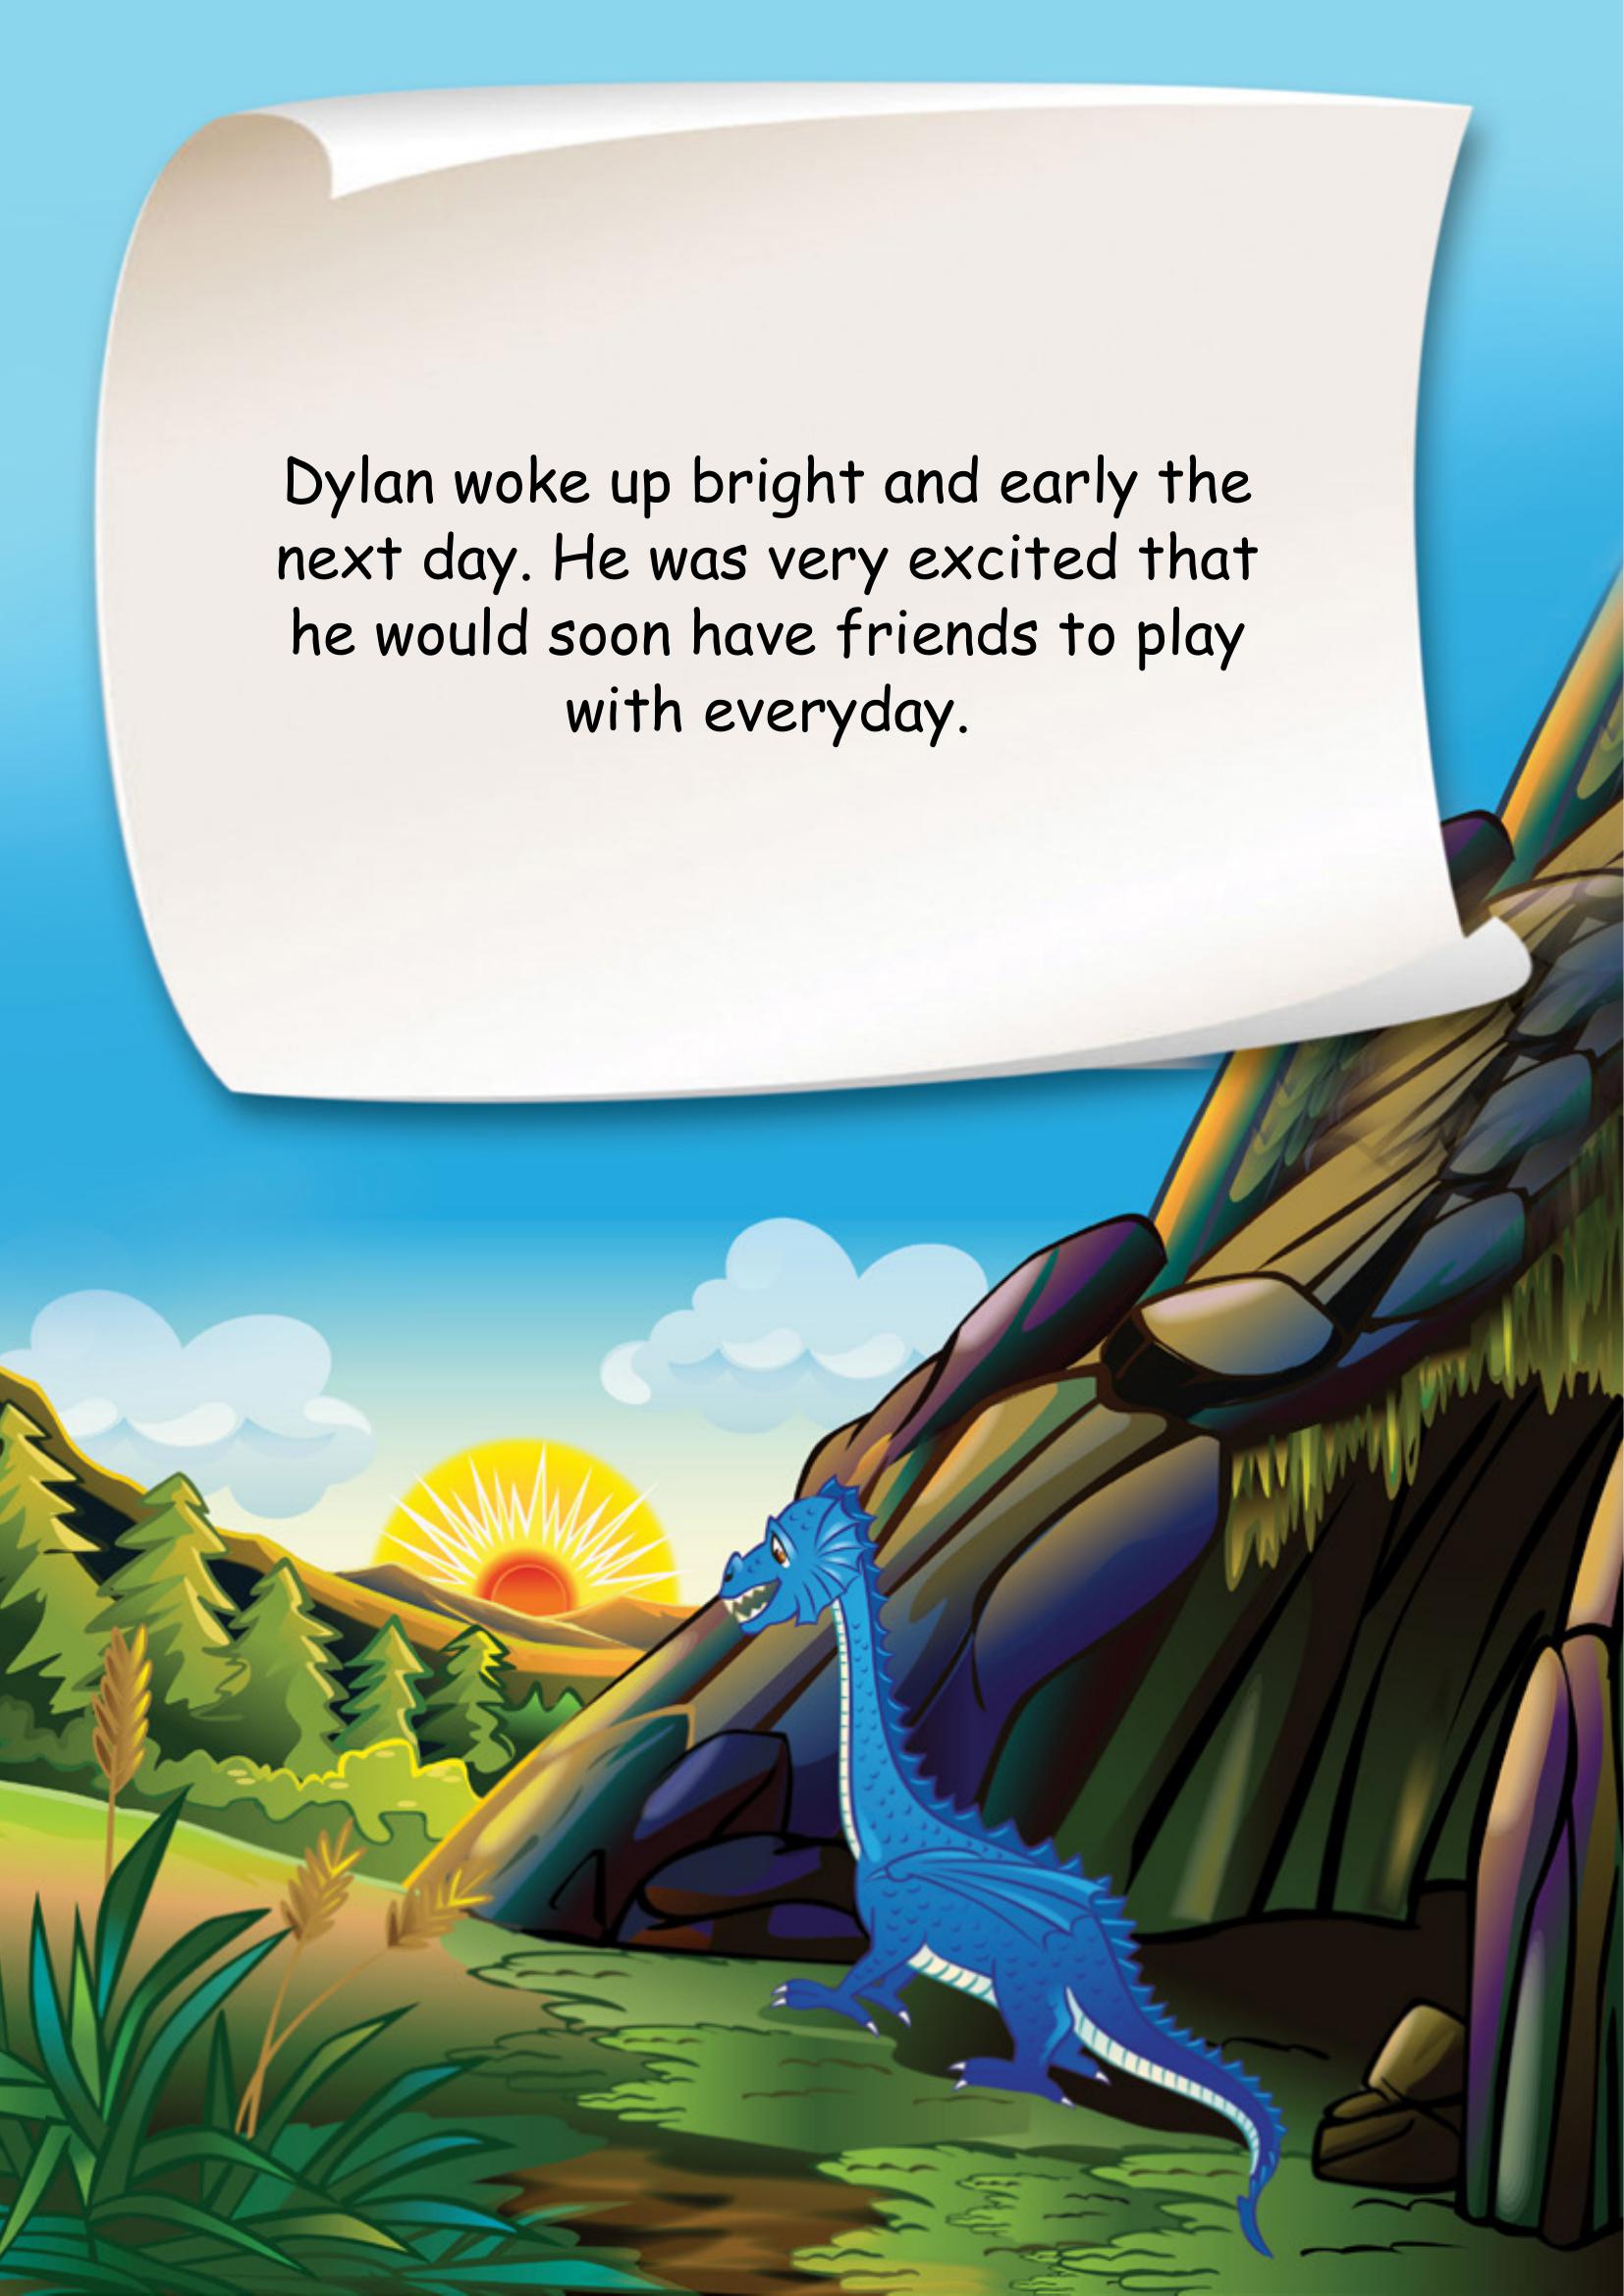 Dylan woke up bright and early the
next day. He was very excited that
he would soon have friends to play
with everyday.